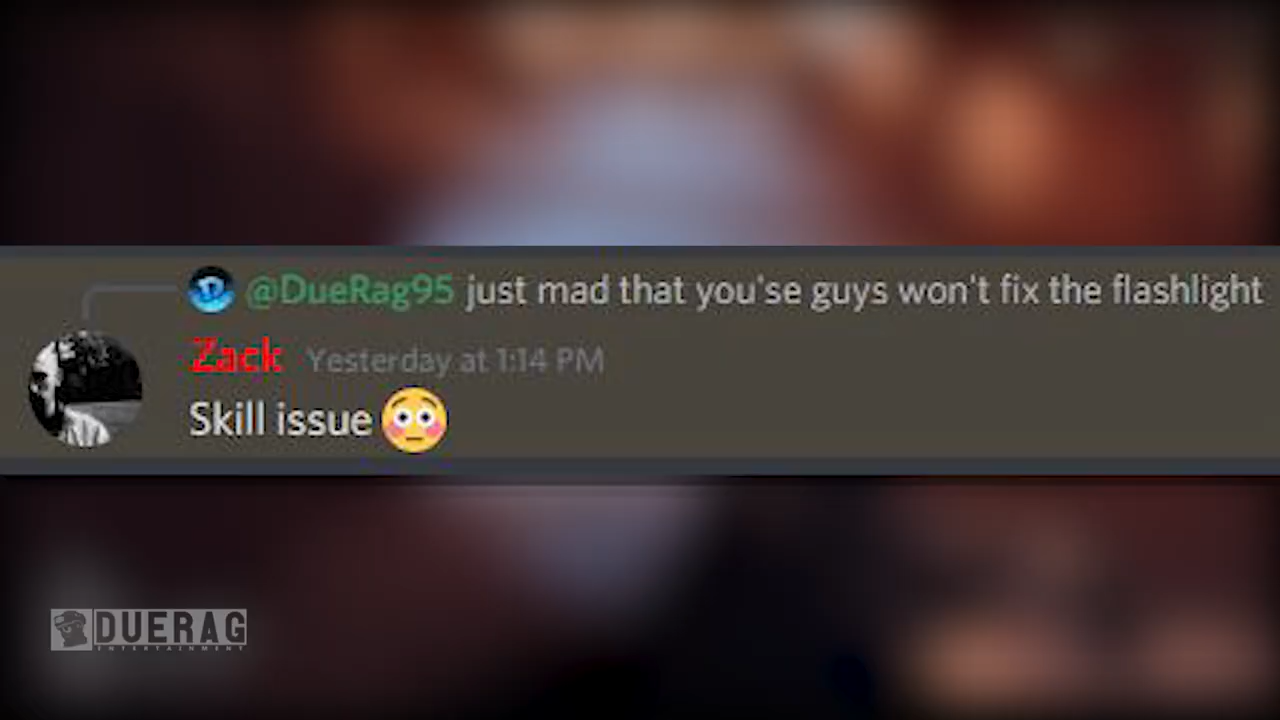 @DueRag95 just mad that you'se guys won't fix the flashlight
Zack Yesterday at 1:14 PM
Skill issue 😳
DUERAG
ENTERTAINMENT